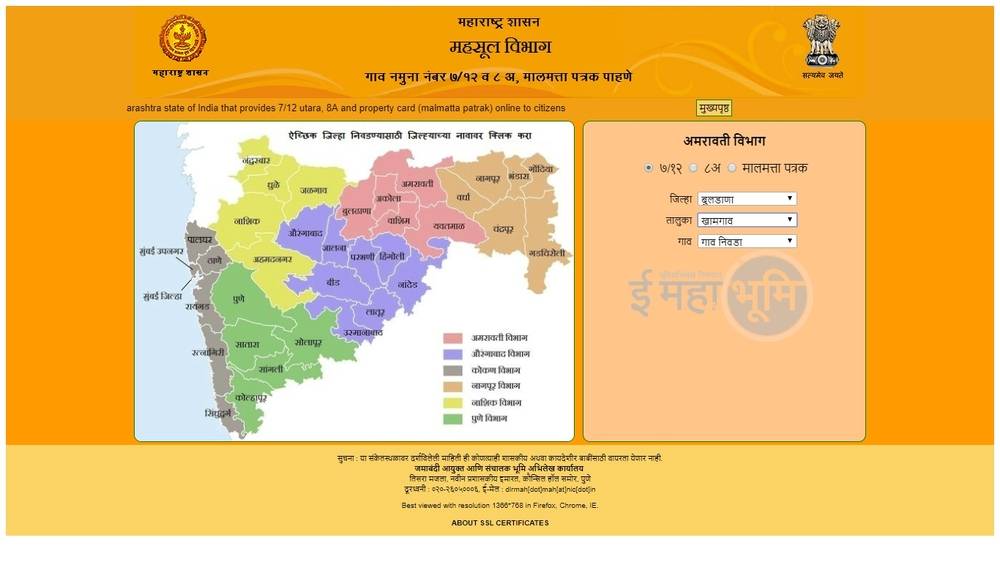 महाराष्ट्र शासन
महसूल विभाग
गाव नमुना नंबर ७/१२ व ८ अ, मालमत्ता पत्रक पाहणे
महाराष्ट्र शासन
सत्यमेव जयते
arashtra state of India that provides 7/12 utara, 8A and property card (malmatta patrak) online to citizens
मुख्यपृष्ठ
ऐच्छिक जिल्हा निवडण्यासाठी जिल्ह्याच्या नावावर क्लिक करा
नंदुरबार
धुळे
जळगाव
नाशिक
अहमदनगर
बुलढाणा
अकोला
अमरावती
वाशिम
यवतमाळ
वर्धा
नागपूर
भंडारा
गोंदिया
चंद्रपूर
गडचिरोली
औरंगाबाद
जालना
परभणी
हिंगोली
बीड
नांदेड
लातूर
उस्मानाबाद
पालघर
मुंबई उपनगर
ठाणे
मुंबई जिल्हा
रायगड
रत्नागिरी
सिंधुदुर्ग
पुणे
सातारा
सोलापूर
सांगली
कोल्हापूर
अमरावती विभाग
औरंगाबाद विभाग
कोकण विभाग
नागपूर विभाग
नाशिक विभाग
पुणे विभाग
अमरावती विभाग
७/१२ ८अ मालमत्ता पत्रक
जिल्हा बुलडाणा
तालुका खामगाव
गाव गाव निवडा
ई महा भूमि
सुचना : या संकेतस्थळावर दर्शविलेली माहिती ही कोणत्याही शासकीय अथवा कायदेशीर बाबींसाठी वापरता येणार नाही.
जमाबंदी आयुक्त आणि संचालक भूमि अभिलेख कार्यालय
तिसरा मजला, नवीन प्रशासकीय इमारत, कौन्सिल हॉल समोर, पुणे
दूरध्वनी : ०२०-२६०५०००६, ई-मेल : dlrmah[dot]mah[at]nic[dot]in
Best viewed with resolution 1366*768 in Firefox, Chrome, IE.
ABOUT SSL CERTIFICATES